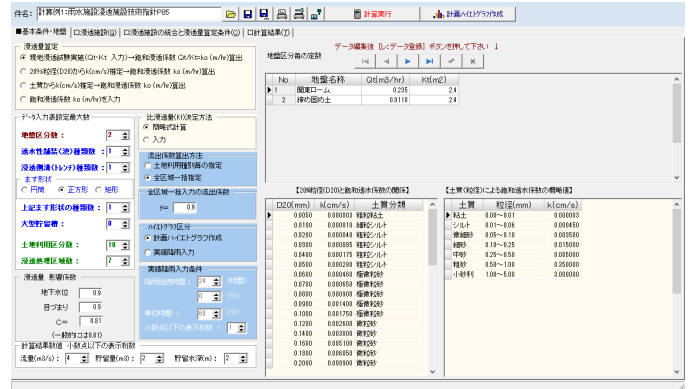 件名： 計算例1:雨水施設浸透施設技術指針P85
計算実行
計画ハイエトグラフ作成
■基本条件･地盤 | 口浸透施設(Q) | 口浸透施設の統合と浸透量算定条件(C) | 口計算結果(T)
浸透量算定
現地浸透試験実施(Qt･Kt 入力)→飽和浸透係数 Qt/Kt=ko (m/hr)算出
20%粒径(D20)からk(cm/s)推定→飽和浸透係数 ko (m/hr)算出
土質からk(cm/s)推定→飽和浸透係数 ko (m/hr)算出
飽和浸透係数 ko (m/hr)を入力
データ編集後 [L:データ登録] ボタンを押して下さい ↓
地盤区分毎の定数
No 地盤名称 Qt(m3/hr) Kt(m2)
1 関東ローム 0.235 2.4
2 締め固め土 0.0118 2.4
データ入力表設定最大数
地盤区分数： 2
透水性舗装(池)種類数： 1
浸透側溝(トレンチ)種類数： 1
ます形状
円筒 正方形 矩形
上記ます形状の種類数： 1
大型貯留槽： 0
土地利用区分数： 10
浸透処理区域数： 7
浸透量 影響係数
地下水位 0.9
目づまり 0.9
C＝ 0.81
(一般的には0.81)
比浸透量(Kf)決定方法
簡略式計算
入力
流出係数算出方法
土地利用種別毎の指定
全区域一括指定
全区域一括入力の流出係数
f= 0.9
ハイエトグラフ区分
計画ハイエトグラフ作成
実績降雨入力
実績降雨入力条件
降雨継続時間： 24 (時間)
0 (分)
単位時間： 60 (分)
小数点以下の表示桁数： 1
計算結果数値 小数点以下の表示桁数
流量(m3/s)： 4 貯留量(m3)： 2 貯留水深(m)： 2
【20%粒径(D20)と飽和透水係数の関係】
D20(mm) k(cm/s) 土質分類
0.0050 0.000003 粗粒粘土
0.0100 0.000010 細粒シルト
0.0200 0.000040 粗粒シルト
0.0300 0.000085 粗粒シルト
0.0400 0.000175 粗粒シルト
0.0500 0.000280 粗粒シルト
0.0600 0.000460 極微粒砂
0.0700 0.000650 極微粒砂
0.0800 0.000900 極微粒砂
0.0900 0.001400 極微粒砂
0.1000 0.001750 極微粒砂
0.1200 0.002600 微粒砂
0.1400 0.003800 微粒砂
0.1600 0.005100 微粒砂
0.1800 0.006850 微粒砂
0.2000 0.008900 微粒砂
【土質(粒径)による飽和透水係数の概略値】
土質 粒径(mm) k(cm/s)
粘土 0.00～0.01 0.000003
シルト 0.01～0.05 0.000450
微細砂 0.05～0.10 0.003500
細砂 0.10～0.25 0.015000
中砂 0.25～0.50 0.085000
粗砂 0.50～1.00 0.350000
小砂利 1.00～5.00 3.000000